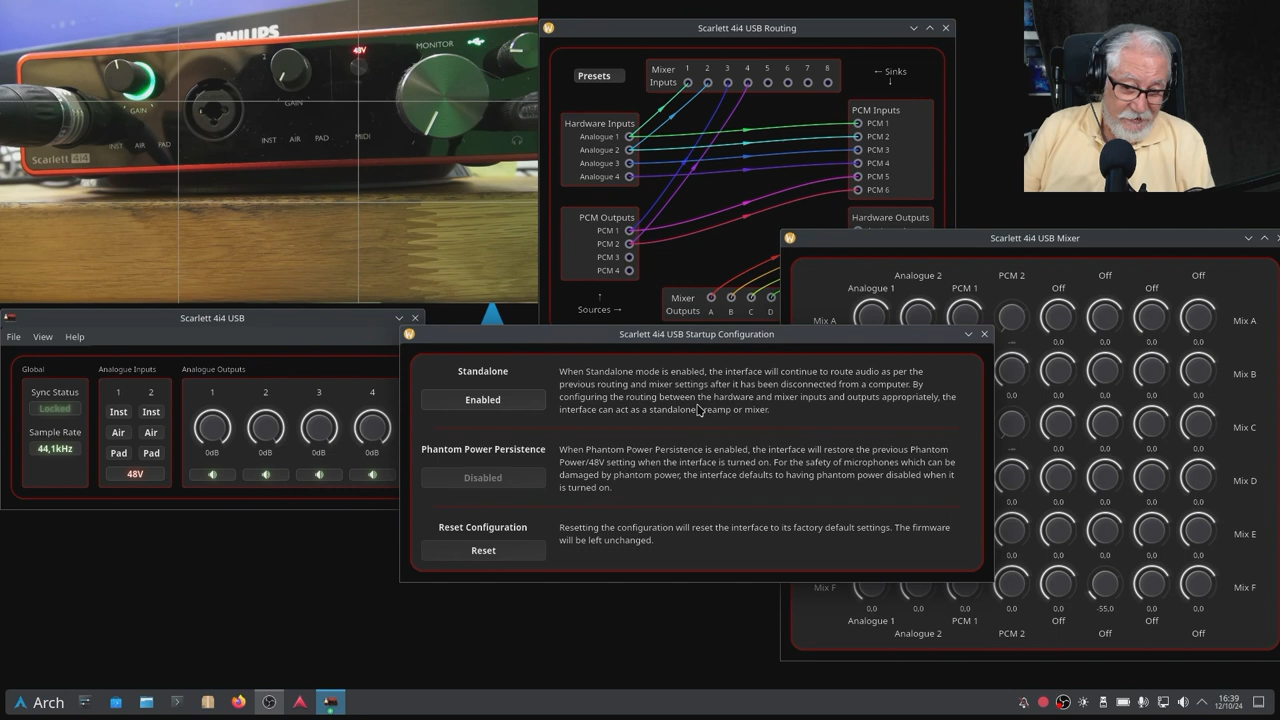 PHILIPS
48V
MONITOR
GAIN
GAIN
INST AIR PAD
INST AIR PAD
MIDI
Scarlett 4i4
Scarlett 4i4 USB Routing
Presets
Mixer
Inputs
1 2 3 4 5 6 7 8
← Sinks
↓
Hardware Inputs
Analogue 1
Analogue 2
Analogue 3
Analogue 4
PCM Inputs
PCM 1
PCM 2
PCM 3
PCM 4
PCM 5
PCM 6
PCM Outputs
PCM 1
PCM 2
PCM 3
PCM 4
Hardware Outputs
↑
Sources →
Mixer
Outputs
A B C D
Scarlett 4i4 USB Mixer
Analogue 2 PCM 2 Off Off
Analogue 1 PCM 1 Off Off
Mix A Mix A
0,0 0,0 0,0 0,0
Mix B
0,0 0,0 0,0 0,0
Mix C
0,0 0,0 0,0 0,0
Mix D
0,0 0,0 0,0 0,0
Mix E
0,0 0,0 0,0 0,0
Mix F Mix F
0,0 0,0 0,0 0,0 0,0 -55,0 0,0 0,0
Analogue 1 PCM 1 Off Off
Analogue 2 PCM 2 Off Off
Scarlett 4i4 USB
File View Help
Global
Sync Status
Locked
Sample Rate
44,1kHz
Analogue Inputs
1 2
Inst Inst
Air Air
Pad Pad
48V
Analogue Outputs
1 2 3 4
0dB 0dB 0dB 0dB
Scarlett 4i4 USB Startup Configuration
Standalone
Enabled
When Standalone mode is enabled, the interface will continue to route audio as per the
previous routing and mixer settings after it has been disconnected from a computer. By
configuring the routing between the hardware and mixer inputs and outputs appropriately, the
interface can act as a standalone preamp or mixer.
Phantom Power Persistence
Disabled
When Phantom Power Persistence is enabled, the interface will restore the previous Phantom
Power/48V setting when the interface is turned on. For the safety of microphones which can be
damaged by phantom power, the interface defaults to having phantom power disabled when it
is turned on.
Reset Configuration
Reset
Resetting the configuration will reset the interface to its factory default settings. The firmware
will be left unchanged.
Arch
16:39
12/10/24